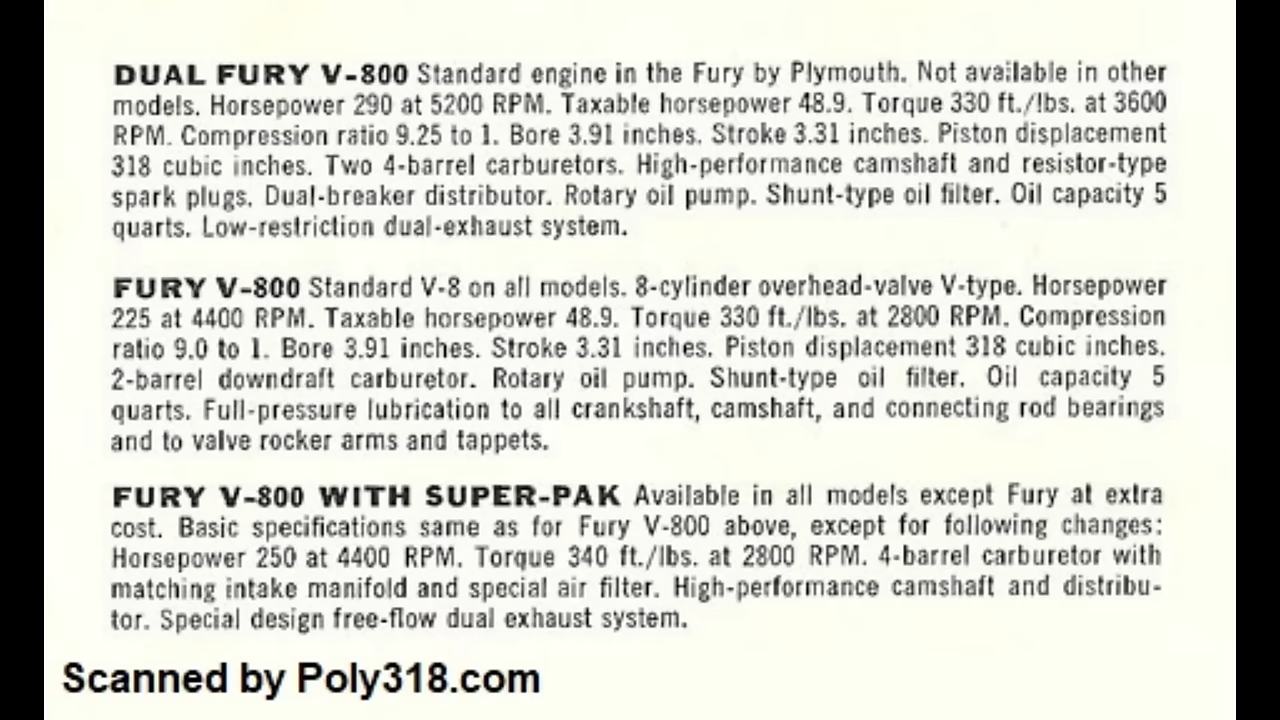 DUAL FURY V-800 Standard engine in the Fury by Plymouth. Not available in other
models. Horsepower 290 at 5200 RPM. Taxable horsepower 48.9. Torque 330 ft./lbs. at 3600
RPM. Compression ratio 9.25 to 1. Bore 3.91 inches. Stroke 3.31 inches. Piston displacement
318 cubic inches. Two 4-barrel carburetors. High-performance camshaft and resistor-type
spark plugs. Dual-breaker distributor. Rotary oil pump. Shunt-type oil filter. Oil capacity 5
quarts. Low-restriction dual-exhaust system.
FURY V-800 Standard V-8 on all models. 8-cylinder overhead-valve V-type. Horsepower
225 at 4400 RPM. Taxable horsepower 48.9. Torque 330 ft./lbs. at 2800 RPM. Compression
ratio 9.0 to 1. Bore 3.91 inches. Stroke 3.31 inches. Piston displacement 318 cubic inches.
2-barrel downdraft carburetor. Rotary oil pump. Shunt-type oil filter. Oil capacity 5
quarts. Full-pressure lubrication to all crankshaft, camshaft, and connecting rod bearings
and to valve rocker arms and tappets.
FURY V-800 WITH SUPER-PAK Available in all models except Fury at extra
cost. Basic specifications same as for Fury V-800 above, except for following changes:
Horsepower 250 at 4400 RPM. Torque 340 ft./lbs. at 2800 RPM. 4-barrel carburetor with
matching intake manifold and special air filter. High-performance camshaft and distribu-
tor. Special design free-flow dual exhaust system.
Scanned by Poly318.com